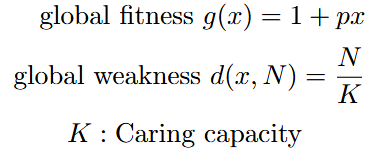 global fitness g(x) = 1 + px
global weakness d(x, N) = N/K
K : Caring capacity